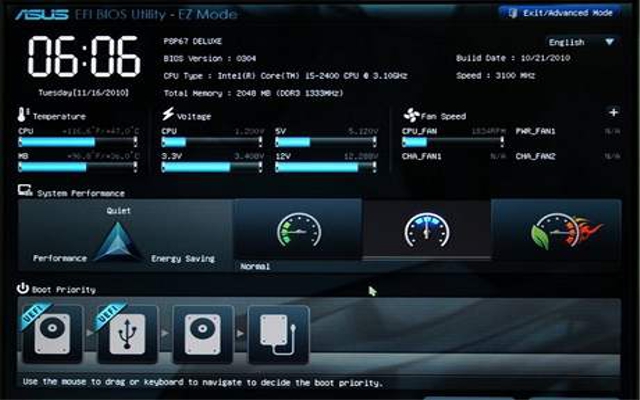 ASUS EFI BIOS Utility - EZ Mode
Exit/Advanced Mode
06:06
Tuesday[11/16/2010]
P8P67 DELUXE
English
BIOS Version : 0304
Build Date : 10/21/2010
CPU Type : Intel(R) Core(TM) i5-2400 CPU @ 3.10GHz
Speed : 3100 MHz
Total Memory : 2048 MB (DDR3 1333MHz)
Temperature
Voltage
Fan Speed
CPU +116.6°F/+47.0°C
CPU 1.200V
5V 5.120V
CPU_FAN
PWR_FAN1 N/A
MB +96.8°F/+36.0°C
3.3V 3.408V
12V 12.288V
CHA_FAN1 N/A
CHA_FAN2 N/A
System Performance
Quiet
Performance
Energy Saving
Normal
Boot Priority
UEFI
UEFI
Use the mouse to drag or keyboard to navigate to decide the boot priority.